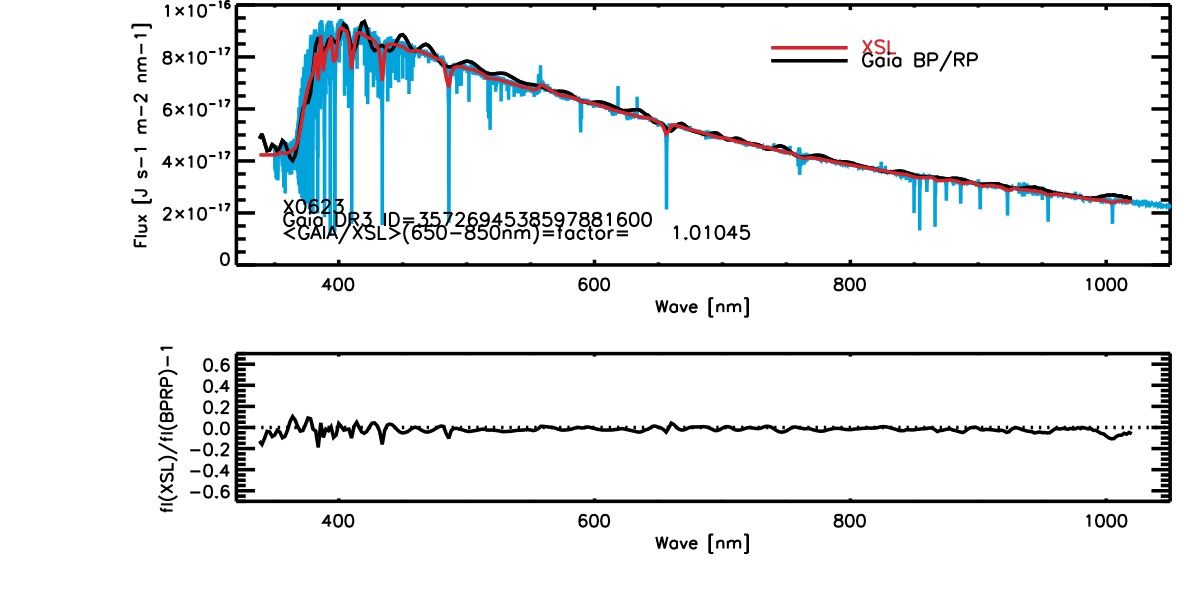 1×10−16
8×10−17
6×10−17
4×10−17
2×10−17
0
Flux [J s−1 m−2 nm−1]
XSL
Gaia BP/RP
X0623
Gaia DR3 ID=3572694538597881600
<GAIA/XSL>(650−850nm)=factor= 1.01045
400 600 800 1000
Wave [nm]
0.6
0.4
0.2
0.0
−0.2
−0.4
−0.6
fl(XSL)/fl(BPRP)−1
400 600 800 1000
Wave [nm]